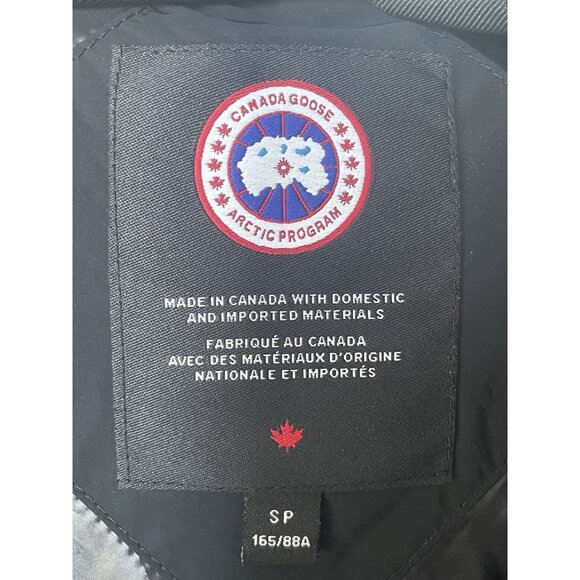 CANADA GOOSE
ARCTIC PROGRAM
MADE IN CANADA WITH DOMESTIC
AND IMPORTED MATERIALS
FABRIQUÉ AU CANADA
AVEC DES MATÉRIAUX D'ORIGINE
NATIONALE ET IMPORTÉS
SP
165/88A